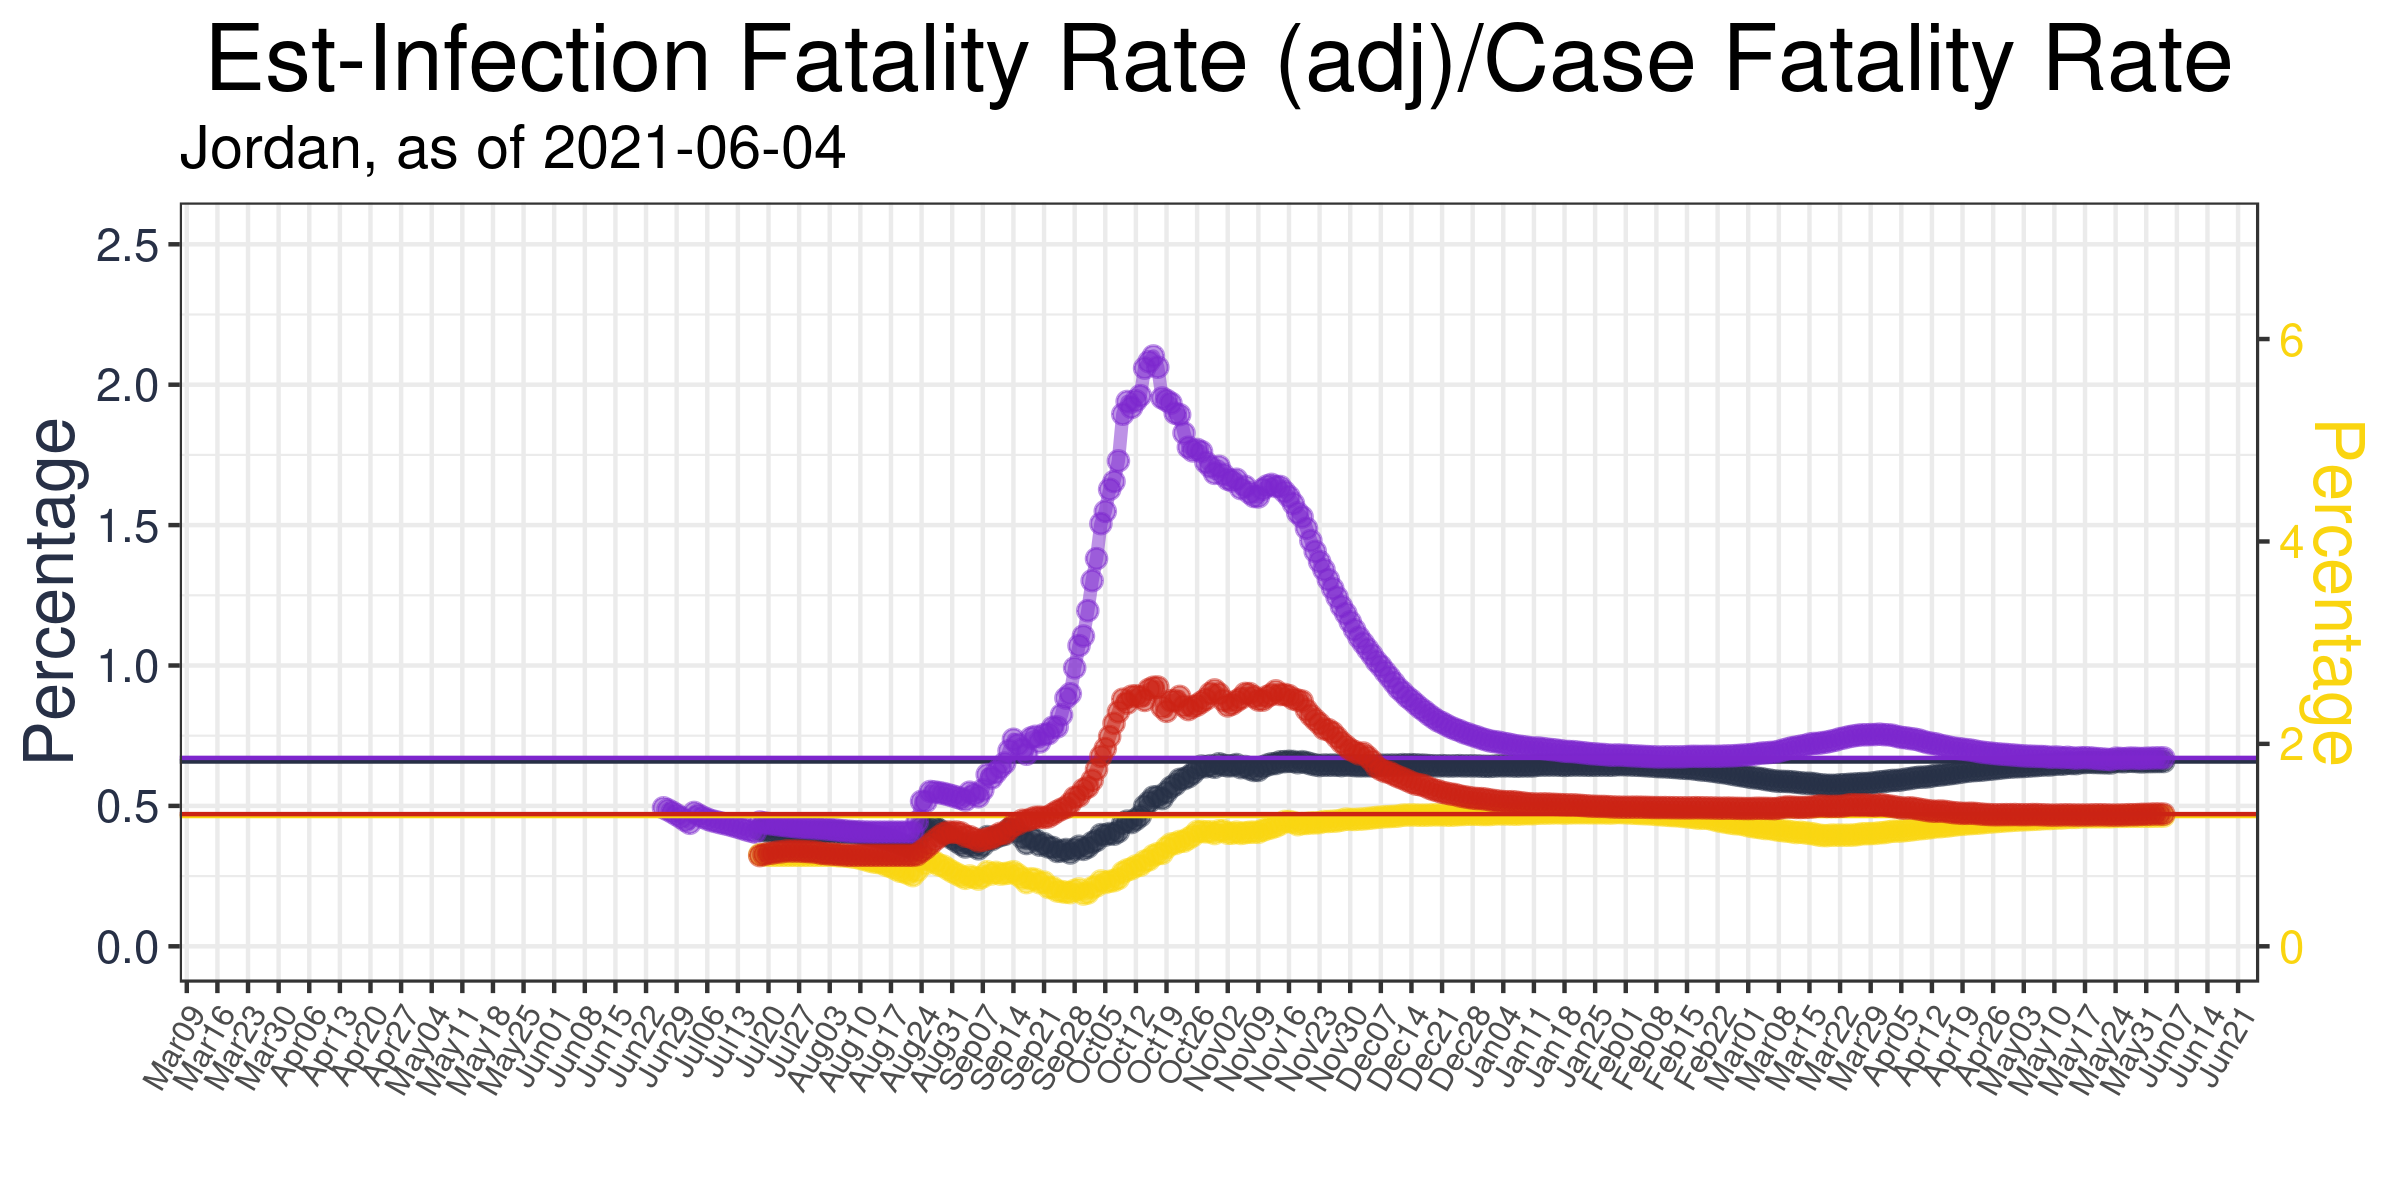 Est-Infection Fatality Rate (adj)/Case Fatality Rate
Jordan, as of 2021-06-04
Percentage
2.5
2.0
1.5
1.0
0.5
0.0
6
4
2
0
Percentage
Mar09 Mar16 Mar23 Mar30 Apr06 Apr13 Apr20 Apr27 May04 May11 May18 May25 Jun01 Jun08 Jun15 Jun22 Jun29 Jul06 Jul13 Jul20 Jul27 Aug03 Aug10 Aug17 Aug24 Aug31 Sep07 Sep14 Sep21 Sep28 Oct05 Oct12 Oct19 Oct26 Nov02 Nov09 Nov16 Nov23 Nov30 Dec07 Dec14 Dec21 Dec28 Jan04 Jan11 Jan18 Jan25 Feb01 Feb08 Feb15 Feb22 Mar01 Mar08 Mar15 Mar22 Mar29 Apr05 Apr12 Apr19 Apr26 May03 May10 May17 May24 May31 Jun07 Jun14 Jun21